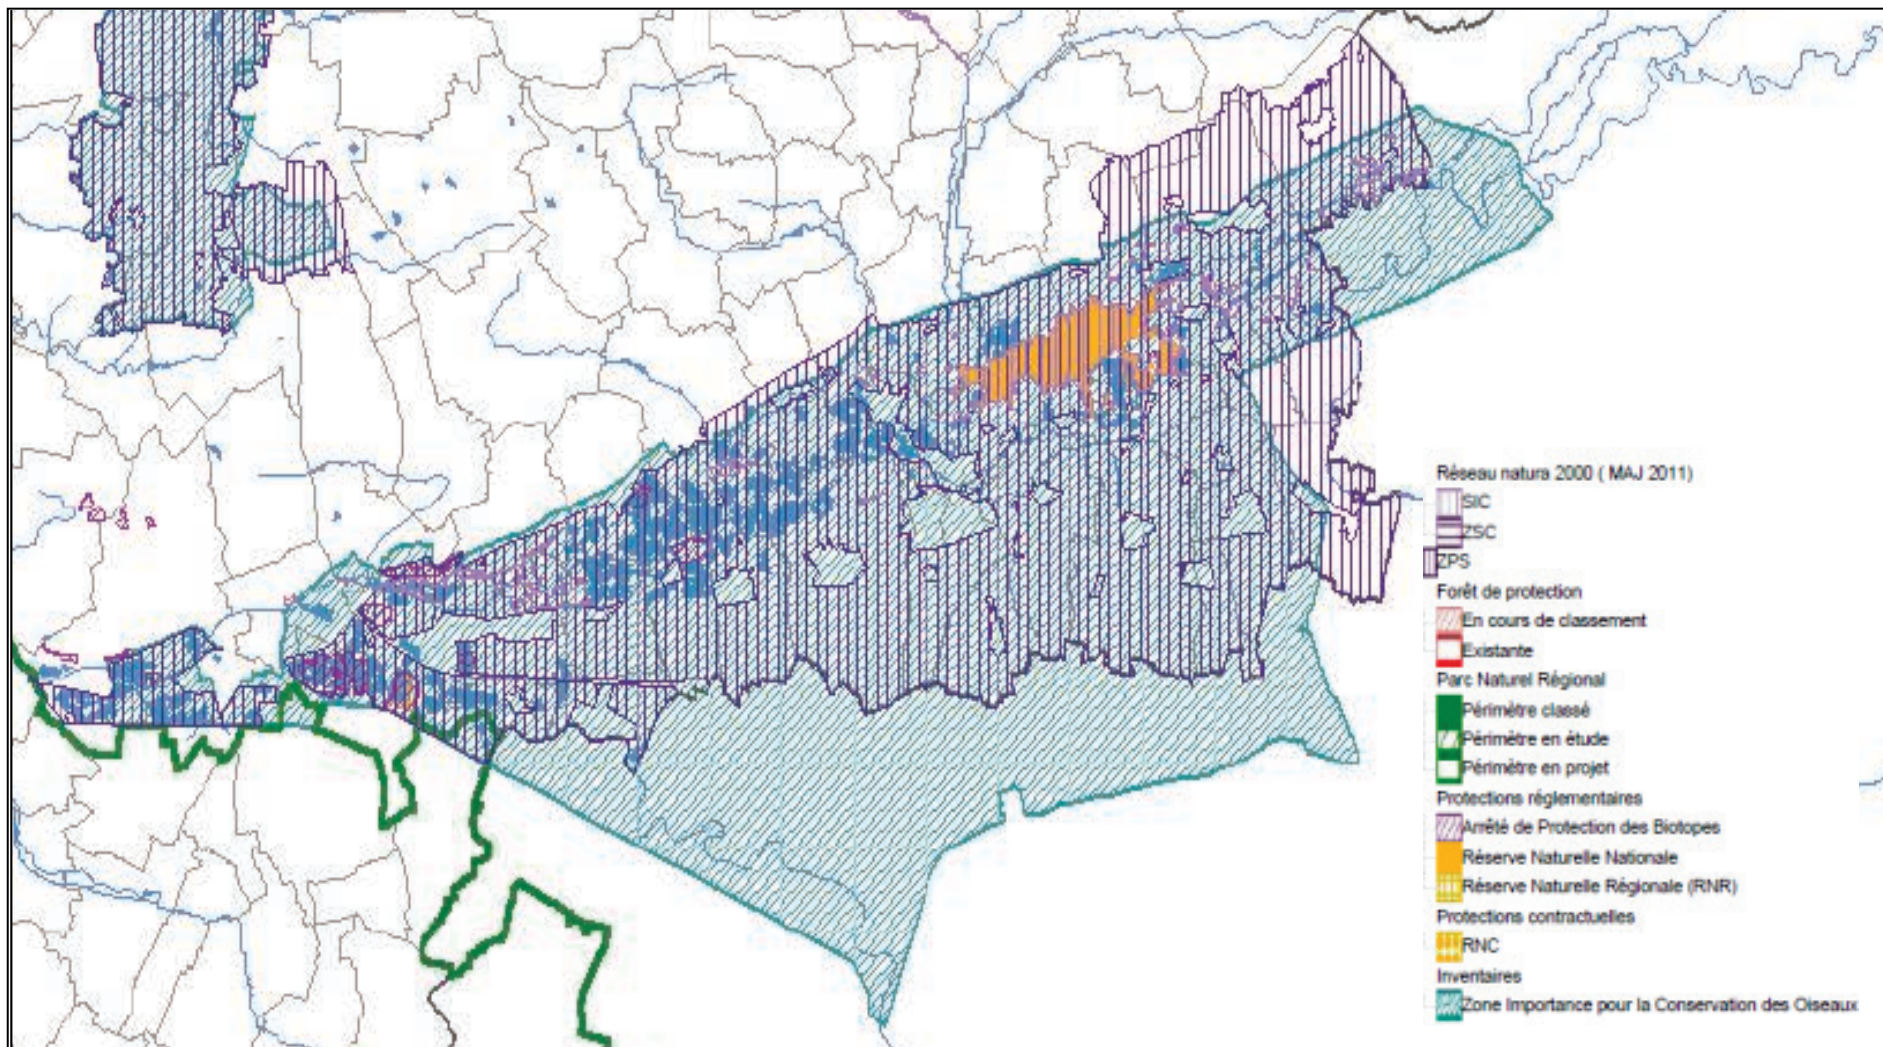 Réseau natura 2000 ( MAJ 2011)
SIC
ZSC
ZPS
Forêt de protection
En cours de classement
Existante
Parc Naturel Régional
Périmètre classé
Périmètre en étude
Périmètre en projet
Protections réglementaires
Arrêté de Protection des Biotopes
Réserve Naturelle Nationale
Réserve Naturelle Régionale (RNR)
Protections contractuelles
RNC
Inventaires
Zone Importance pour la Conservation des Oiseaux